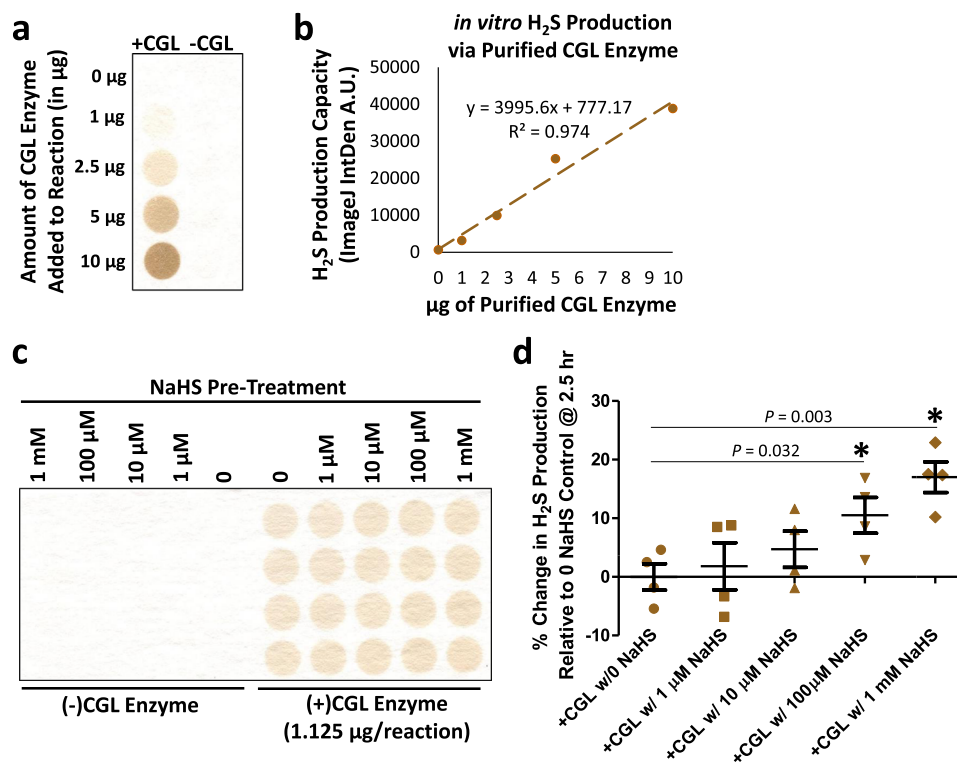 a
+CGL -CGL
Amount of CGL Enzyme
Added to Reaction (in µg)
0 µg
1 µg
2.5 µg
5 µg
10 µg
b
in vitro H₂S Production
via Purified CGL Enzyme
H₂S Production Capacity
(ImageJ IntDen A.U.)
50000
40000
30000
20000
10000
0
y = 3995.6x + 777.17
R² = 0.974
0 1 2 3 4 5 6 7 8 9 10
µg of Purified CGL Enzyme
c
NaHS Pre-Treatment
1 mM 100 µM 10 µM 1 µM 0 0 1 µM 10 µM 100 µM 1 mM
(-)CGL Enzyme
(+)CGL Enzyme
(1.125 µg/reaction)
d
% Change in H₂S Production
Relative to 0 NaHS Control @ 2.5 hr
30
20
10
0
-10
P = 0.003
*
P = 0.032
*
+CGL w/0 NaHS
+CGL w/ 1 µM NaHS
+CGL w/ 10 µM NaHS
+CGL w/ 100µM NaHS
+CGL w/ 1 mM NaHS